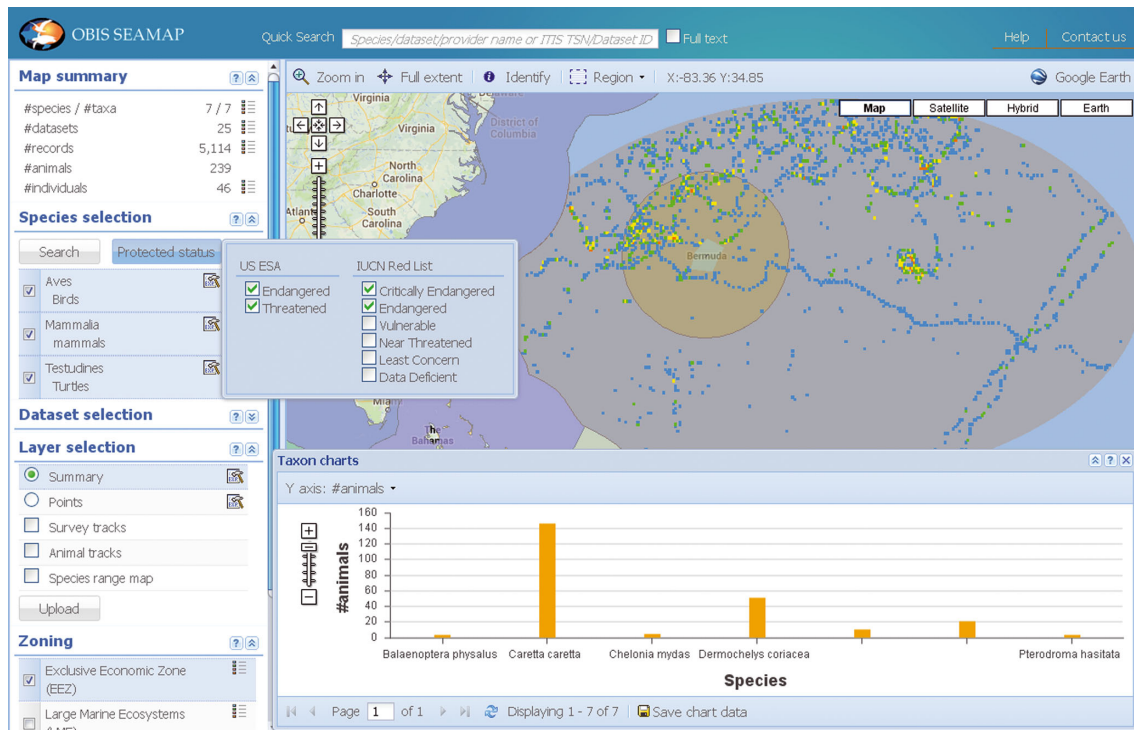 OBIS SEAMAP
Quick Search Species/dataset/provider name or ITIS TSN/Dataset ID Full text
Help Contact us
Map summary
#species / #taxa 7 / 7
#datasets 25
#records 5,114
#animals 239
#individuals 46
Species selection
Search Protected status
Aves
Birds
Mammalia
mammals
Testudines
Turtles
Dataset selection
Layer selection
Summary
Points
Survey tracks
Animal tracks
Species range map
Upload
Zoning
Exclusive Economic Zone
(EEZ)
Large Marine Ecosystems
Zoom in Full extent Identify Region X:-83.36 Y:34.85 Google Earth
Map Satellite Hybrid Earth
Virginia
District of
Columbia
Virginia
North
Carolina
Charlotte
South
Carolina
Bermuda
US ESA
Endangered
Threatened
IUCN Red List
Critically Endangered
Endangered
Vulnerable
Near Threatened
Least Concern
Data Deficient
The
Bahamas
Taxon charts
Y axis: #animals
#animals
160
140
120
100
80
60
40
20
0
Balaenoptera physalus Caretta caretta Chelonia mydas Dermochelys coriacea Pterodroma hasitata
Species
Page 1 of 1 Displaying 1 - 7 of 7 Save chart data